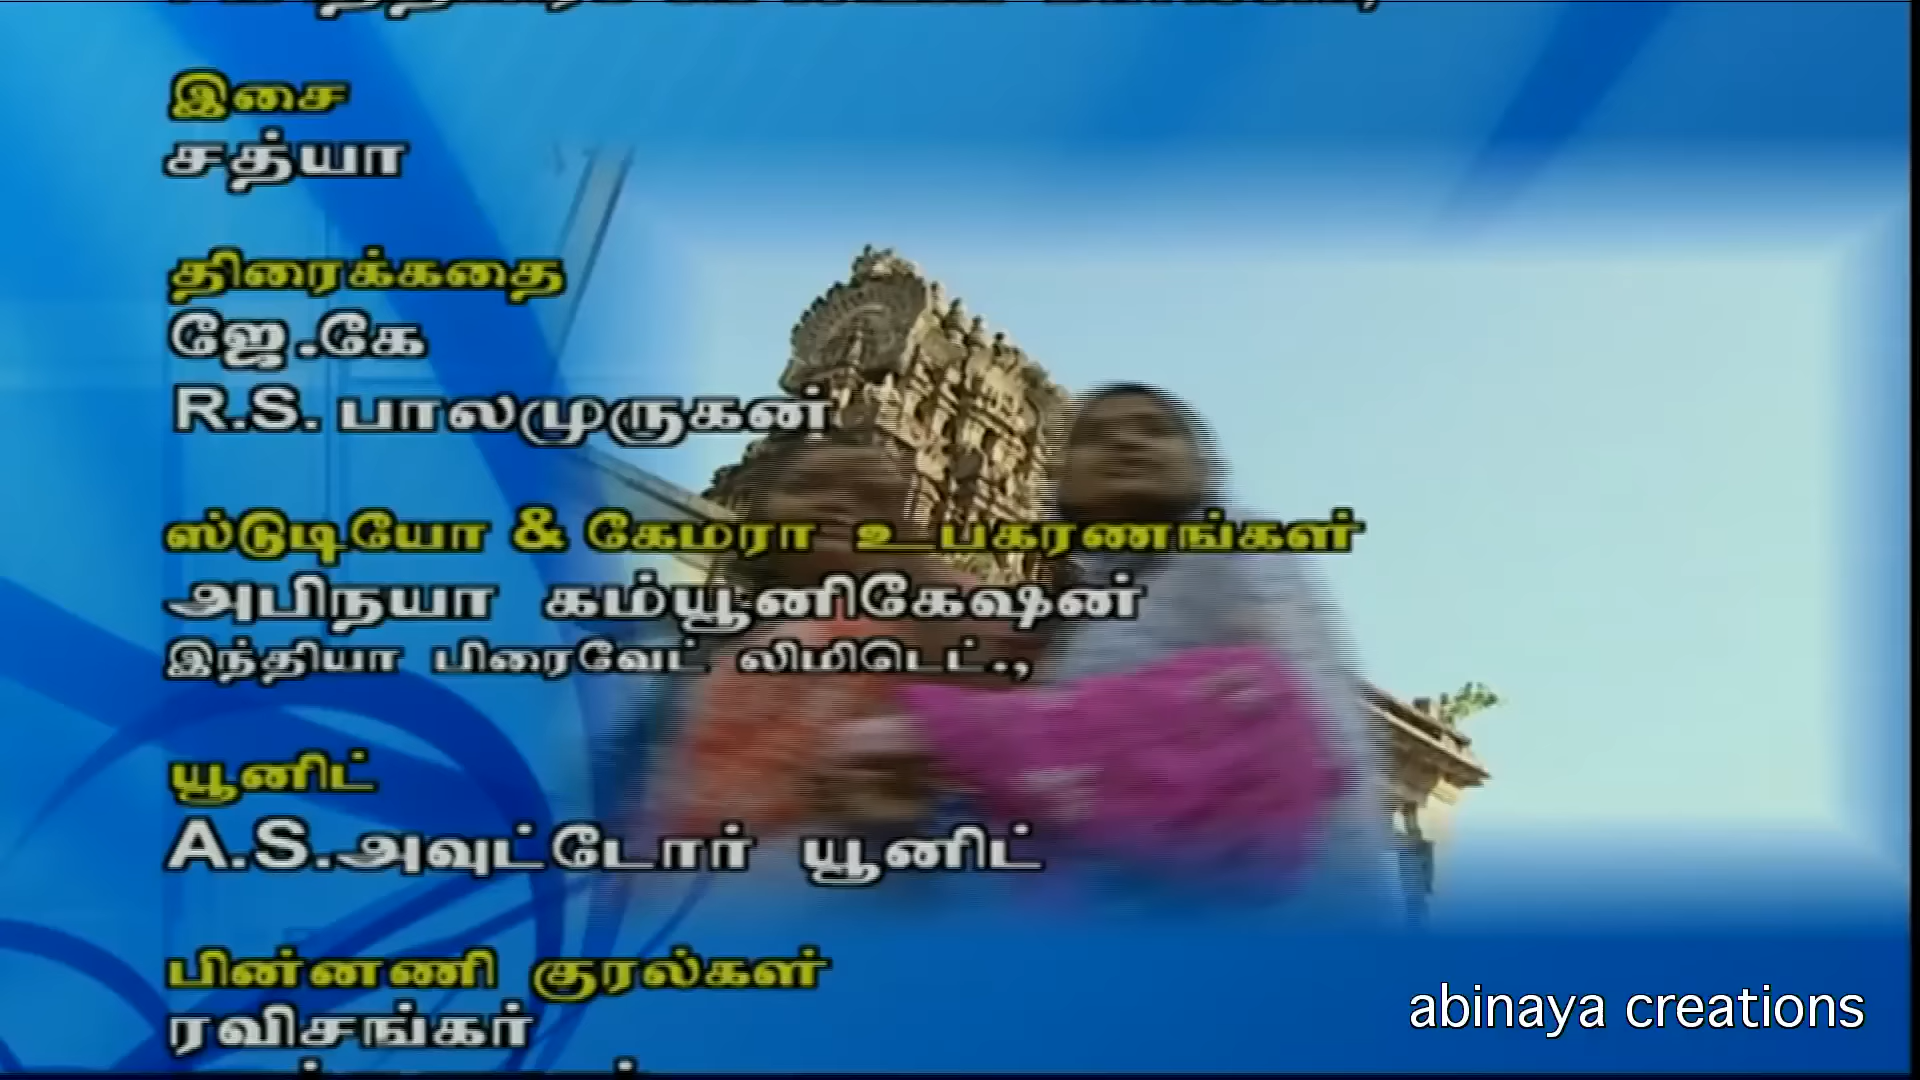 இசை
சத்யா
திரைக்கதை
ஜே.கே
R.S. பாலமுருகன்
ஸ்டுடியோ & கேமரா உபகரணங்கள்
அபிநயா கம்யூனிகேஷன்
இந்தியா பிரைவேட் லிமிடெட்.,
யூனிட்
A.S.அவுட்டோர் யூனிட்
பின்னணி குரல்கள்
ரவிசங்கர்
abinaya creations